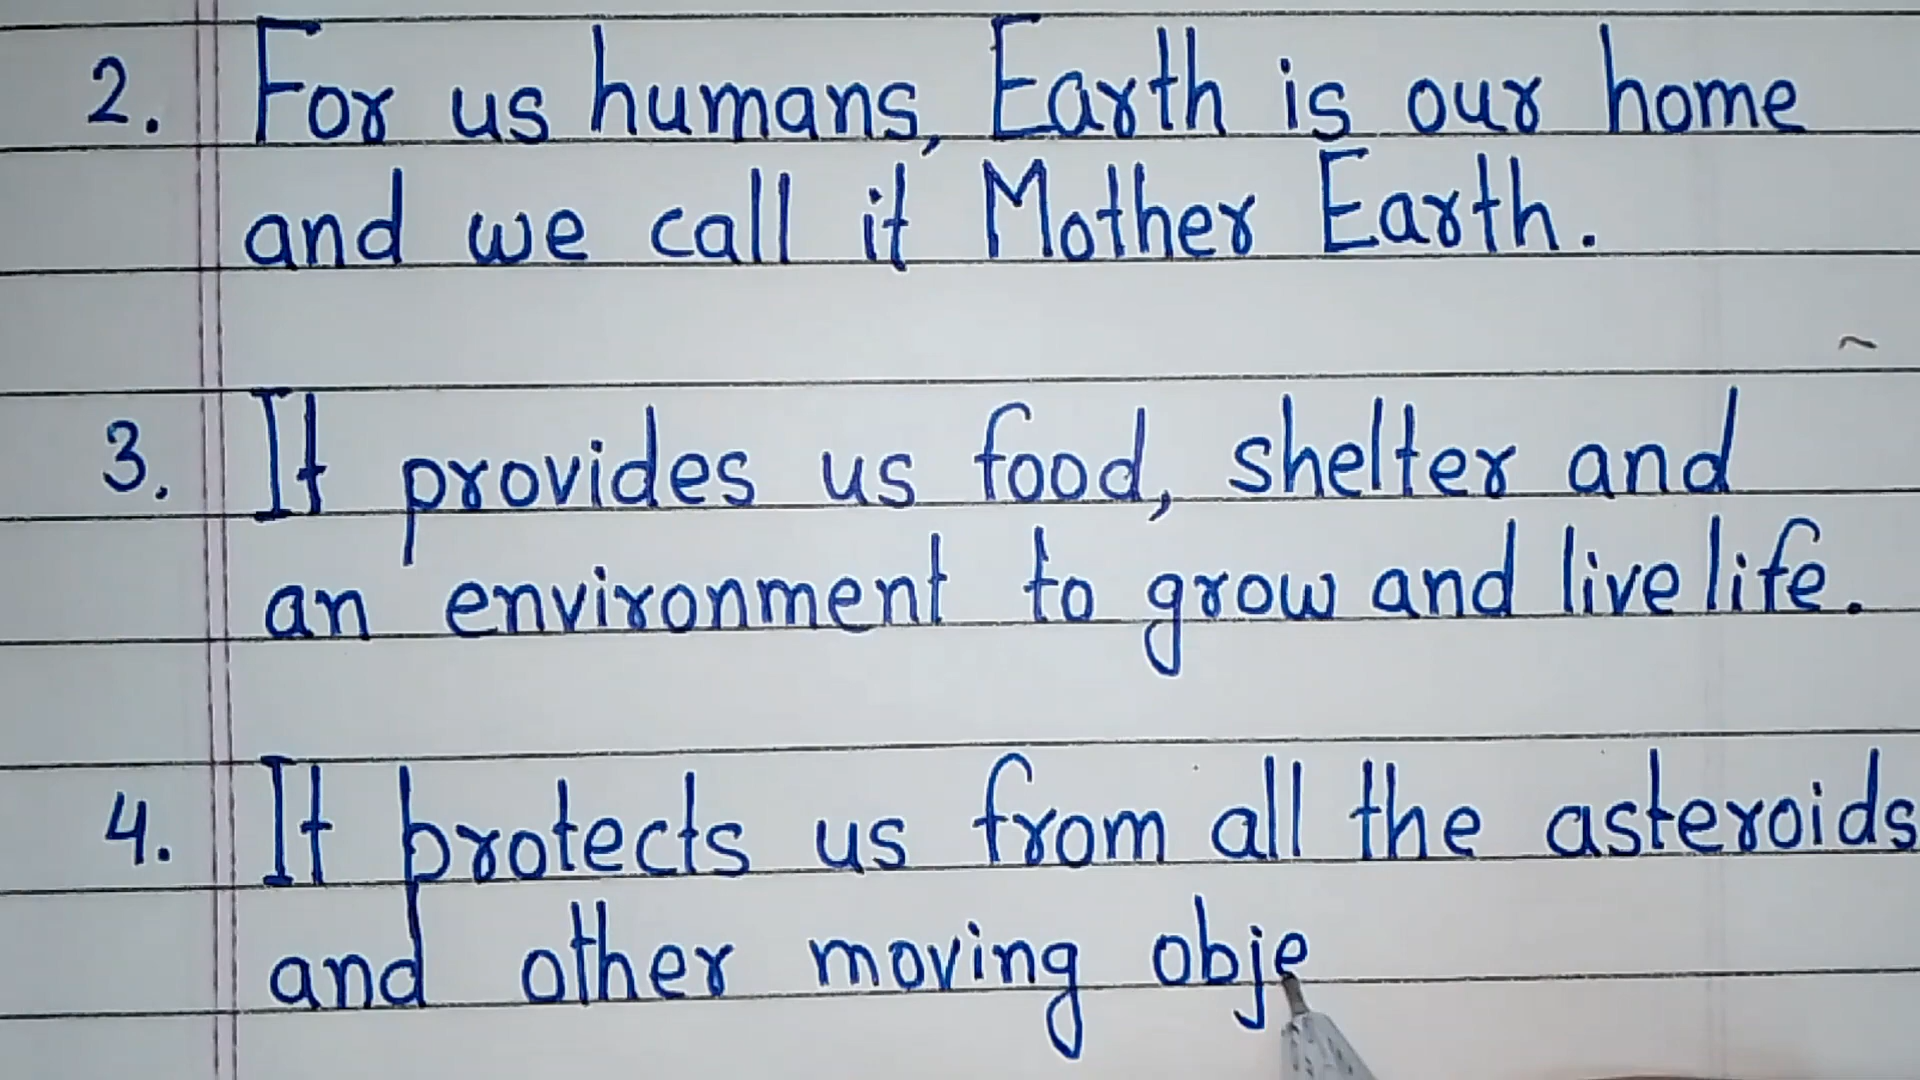 2. For us humans, Earth is our home
and we call it Mother Earth.
3. It provides us food, shelter and
an environment to grow and live life.
4. It protects us from all the asteroids
and other moving obje